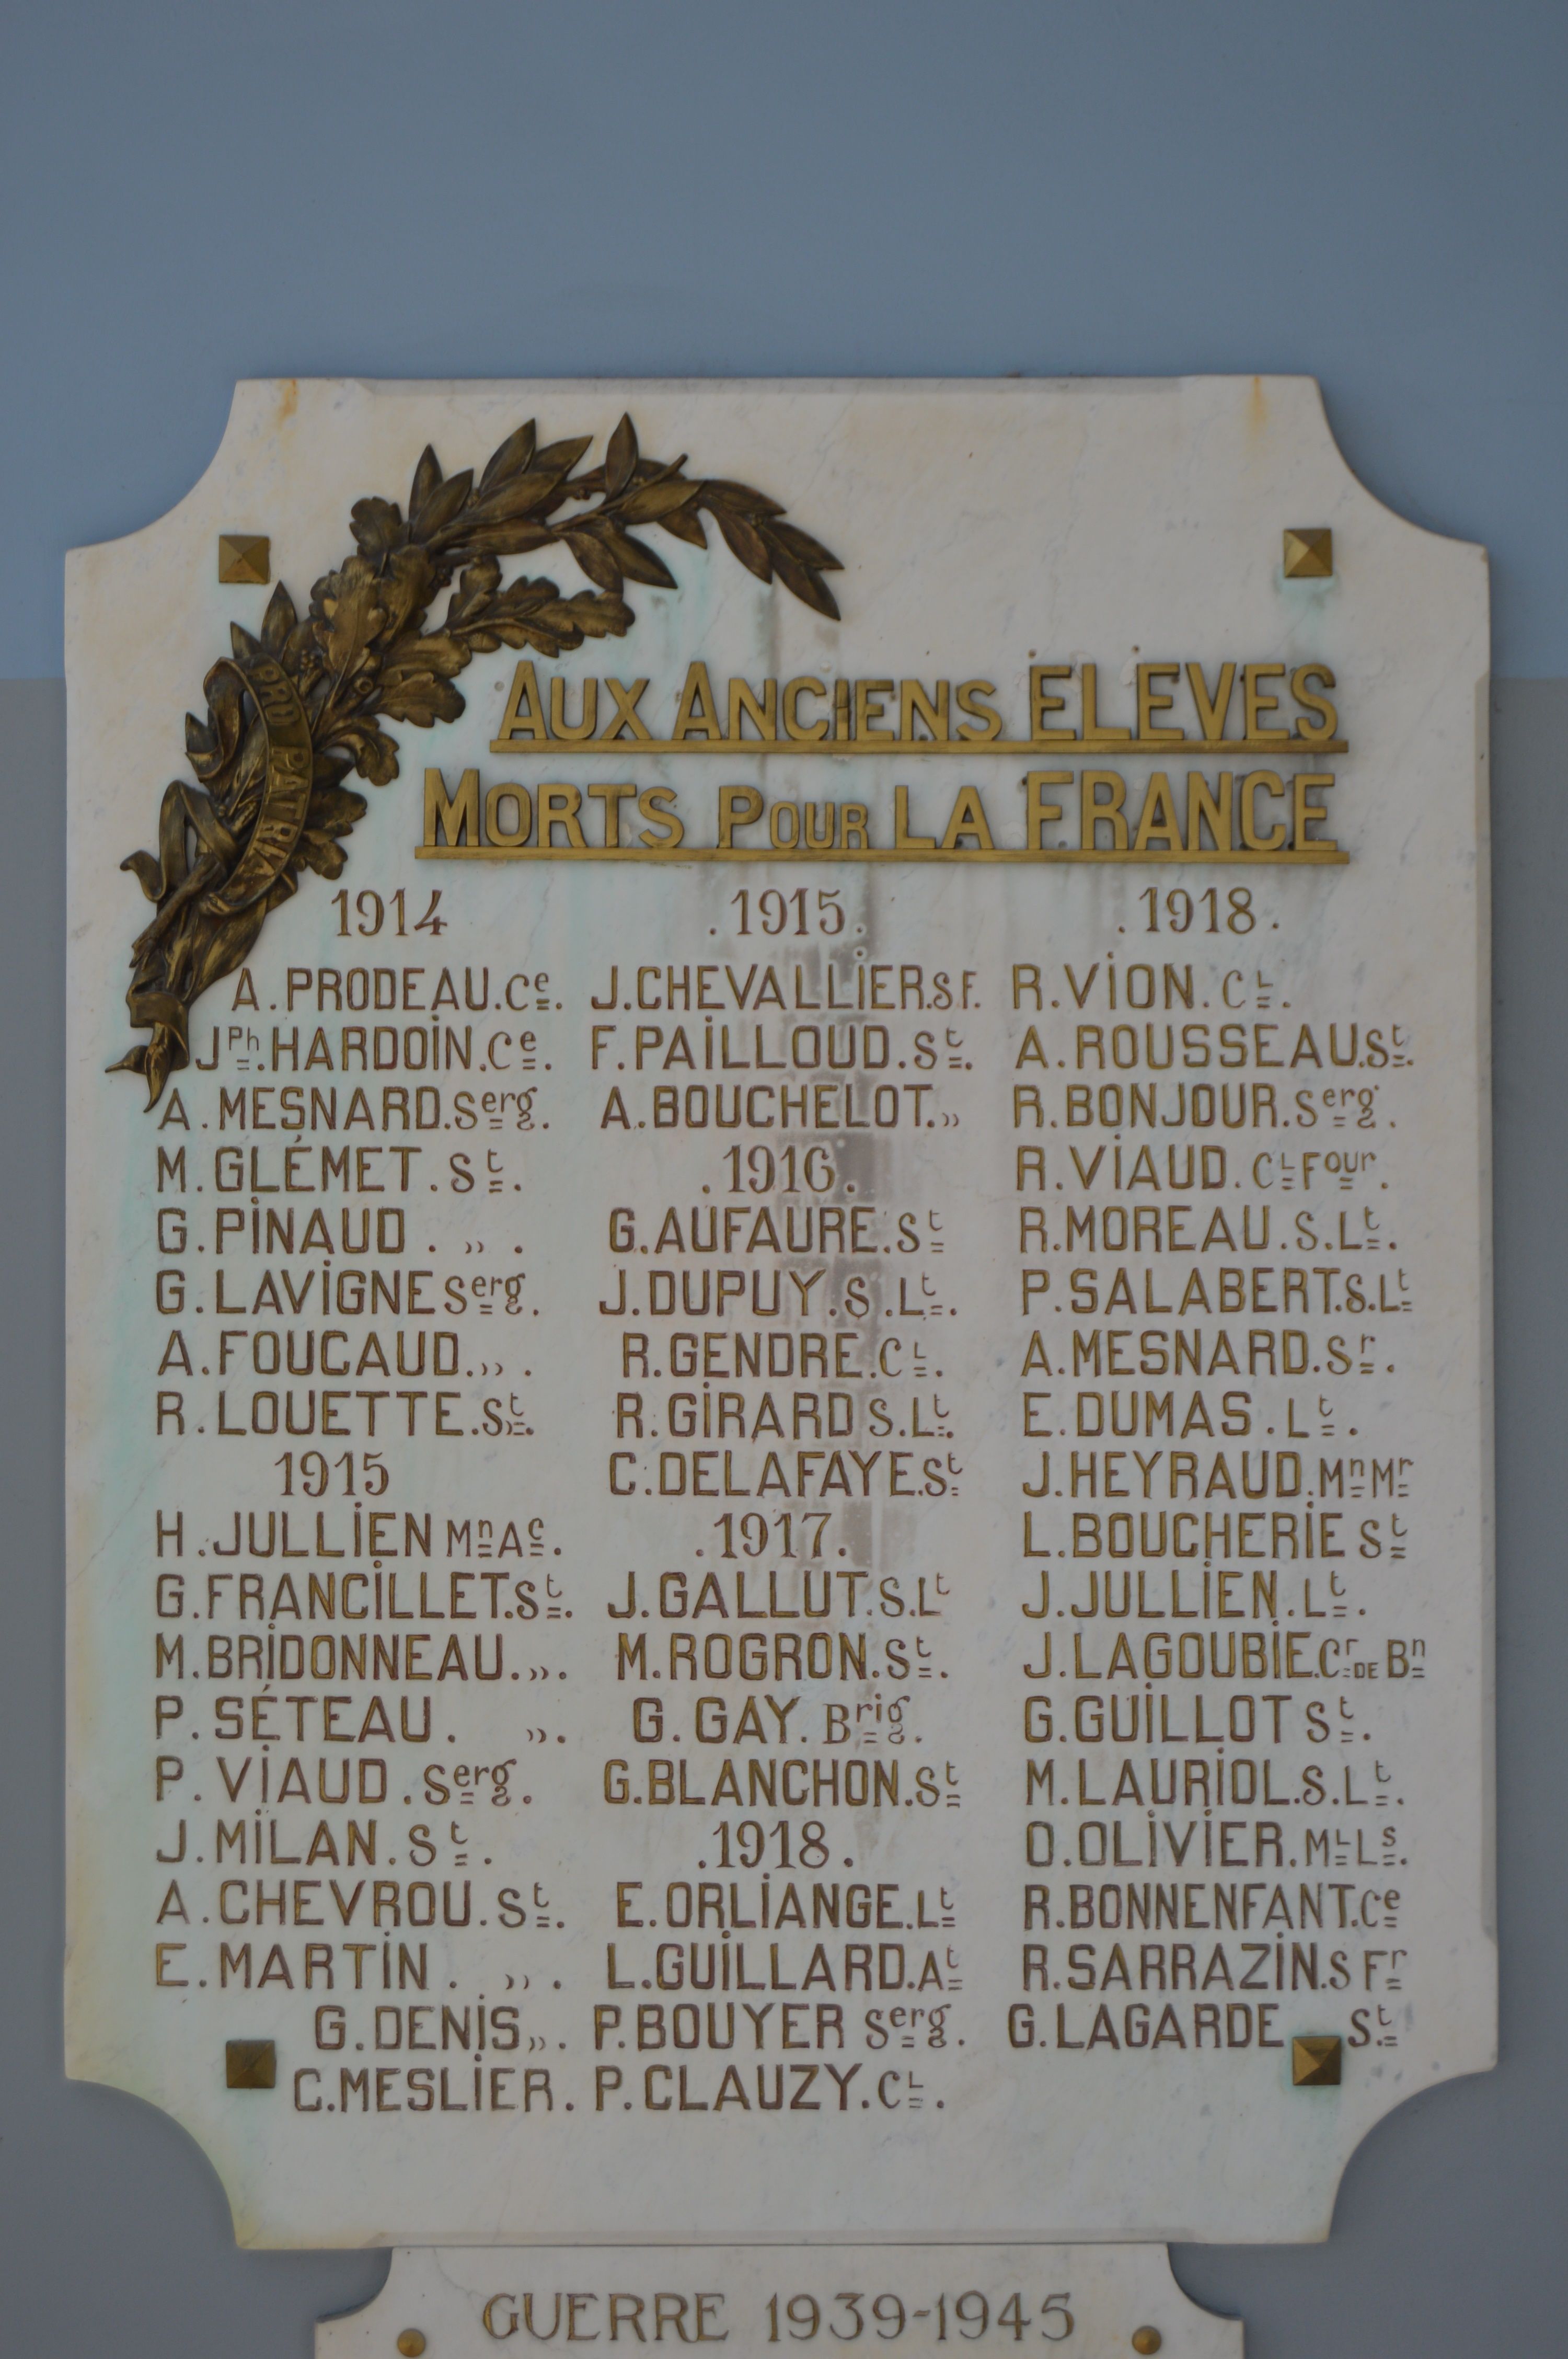 PRO PATRIA
AUX ANCIENS ELEVES
MORTS POUR LA FRANCE
1914
A.PRODEAU.Ce.
JPh.HARDOIN.Ce.
A.MESNARD.Serg.
M.GLÉMET.St.
G.PINAUD. ,, .
G.LAVIGNE Serg.
A.FOUCAUD.,, .
R.LOUETTE.St.
1915
H.JULLIEN Mn Ac.
G.FRANCILLET.St.
M.BRIDONNEAU.,,.
P.SÉTEAU. ,,.
P.VIAUD.Serg.
J.MILAN.St.
A.CHEVROU.St.
E.MARTIN. ,, .
G.DENIS,,.
C.MESLIER.
.1915.
J.CHEVALLIER.S F.
F.PAILLOUD.St.
A.BOUCHELOT.,,
.1916.
G.AUFAURE.St
J.DUPUY.S.Lt.
R.GENDRE.CL.
R.GIRARD S.Lt.
C.DELAFAYE.St
.1917.
J.GALLUT.S.Lt
M.ROGRON.St.
G.GAY.Brig.
G.BLANCHON.St
.1918.
E.ORLIANGE.Lt
L.GUILLARD.At
P.BOUYER Serg.
P.CLAUZY.CL.
.1918.
R.VION.CL.
A.ROUSSEAU.St.
R.BONJOUR.Serg.
R.VIAUD.CL Four.
R.MOREAU.S.Lt.
P.SALABERT.S.Lt
A.MESNARD.Sr.
E.DUMAS.Lt.
J.HEYRAUD.Mn Mr
L.BOUCHERIE St
J.JULLIEN.Lt.
J.LAGOUBIE.Cr DE Bn
G.GUILLOT St.
M.LAURIOL.S.Lt.
O.OLIVIER.ML Ls.
R.BONNENFANT.Ce
R.SARRAZIN.S Fr
G.LAGARDE St
GUERRE 1939-1945